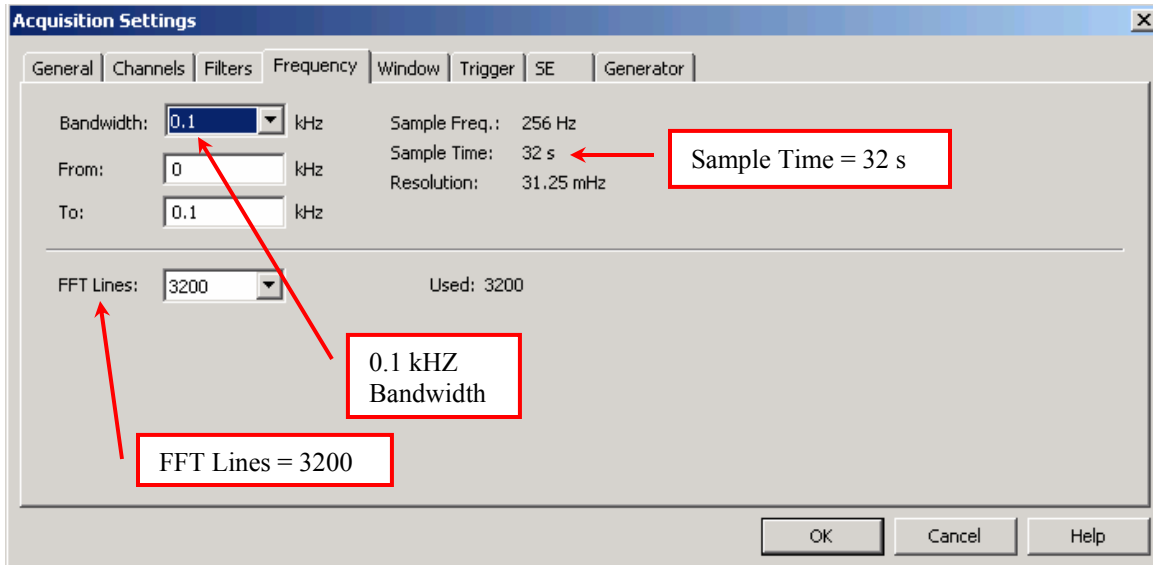 Acquisition Settings
General Channels Filters Frequency Window Trigger SE Generator
Bandwidth: 0.1 kHz Sample Freq.: 256 Hz
Sample Time: 32 s
From: 0 kHz Resolution: 31.25 mHz
To: 0.1 kHz
Sample Time = 32 s
FFT Lines: 3200 Used: 3200
0.1 kHZ
Bandwidth
FFT Lines = 3200
OK Cancel Help